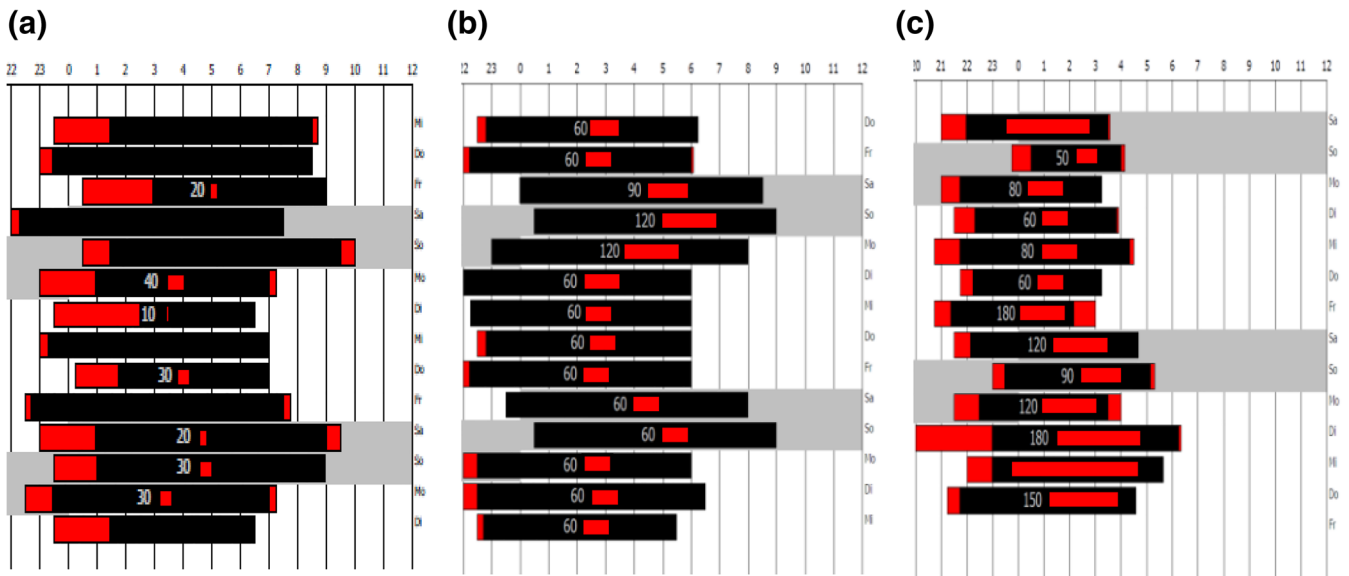 (a)
(b)
(c)
22 23 0 1 2 3 4 5 6 7 8 9 10 11 12
Mi
Do
20 Fr
Sa
So
40 Mo
10 Di
Mi
30 Do
Fr
20 Sa
30 So
30 Mo
Di
22 23 0 1 2 3 4 5 6 7 8 9 10 11 12
60 Do
60 Fr
90 Sa
120 So
120 Mo
60 Di
60 Mi
60 Do
60 Fr
60 Sa
60 So
60 Mo
60 Di
60 Mi
20 21 22 23 0 1 2 3 4 5 6 7 8 9 10 11 12
Sa
50 So
80 Mo
60 Di
80 Mi
60 Do
180 Fr
120 Sa
90 So
120 Mo
180 Di
Mi
150 Do
Fr